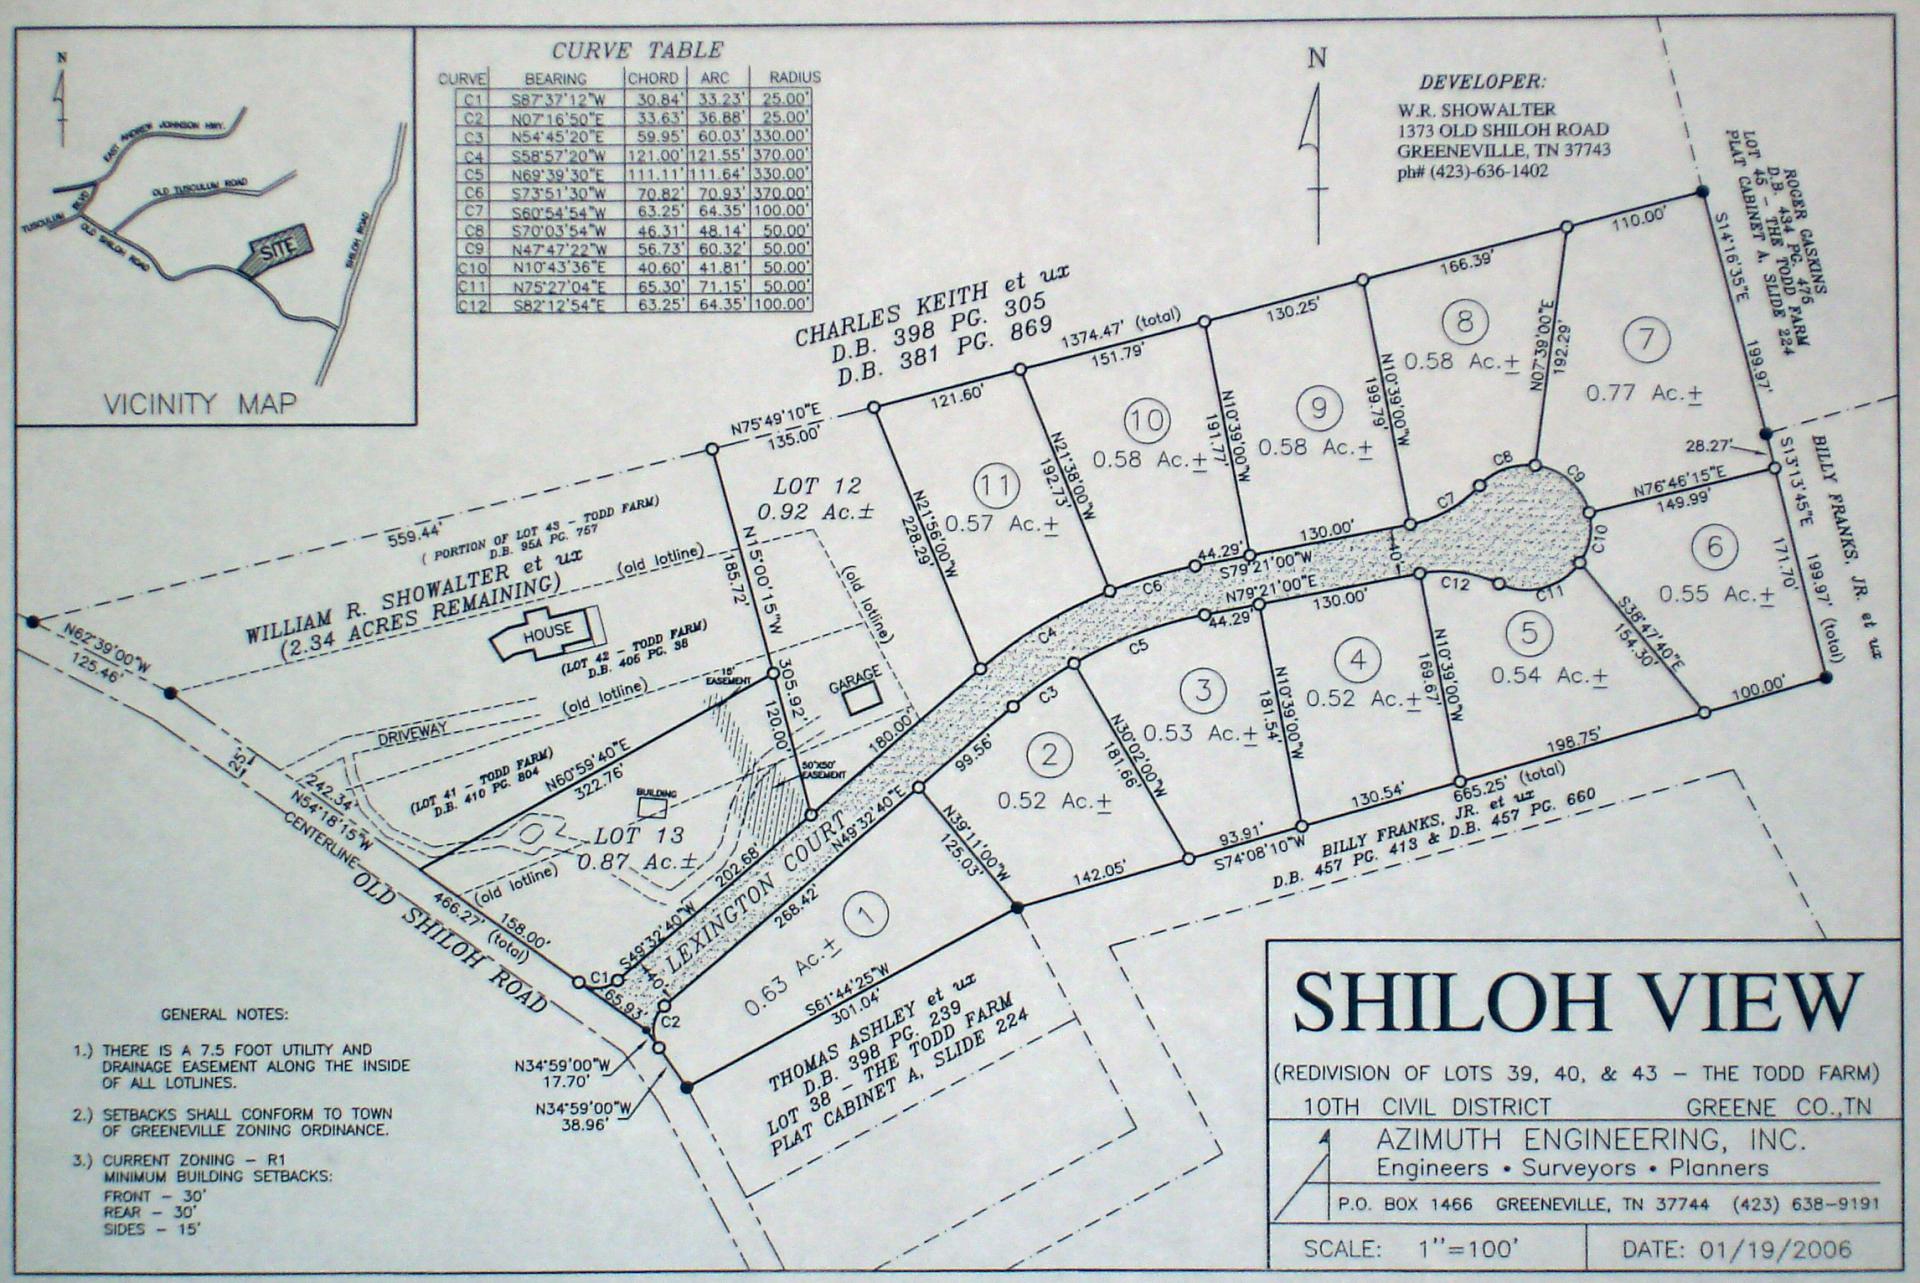 N
EAST ANDREW JOHNSON HWY.
OLD TUSCULUM ROAD
TUSCULUM BLVD
OLD SHILOH ROAD
SITE
SHILOH ROAD
VICINITY MAP
CURVE TABLE
CURVE BEARING CHORD ARC RADIUS
C1 S87°37'12"W 30.84' 33.23' 25.00'
C2 N07°16'50"E 33.63' 36.88' 25.00'
C3 N54°45'20"E 59.95' 60.03' 330.00'
C4 S58°57'20"W 121.00' 121.55' 370.00'
C5 N69°39'30"E 111.11' 111.64' 330.00'
C6 S73°51'30"W 70.82' 70.93' 370.00'
C7 S60°54'54"W 63.25' 64.35' 100.00'
C8 S70°03'54"W 46.31' 48.14' 50.00'
C9 N47°47'22"W 56.73' 60.32' 50.00'
C10 N10°43'36"E 40.60' 41.81' 50.00'
C11 N75°27'04"E 65.30' 71.15' 50.00'
C12 S82°12'54"E 63.25' 64.35' 100.00'
N
DEVELOPER:
W.R. SHOWALTER
1373 OLD SHILOH ROAD
GREENEVILLE, TN 37743
ph# (423)-636-1402
ROGER GASKINS
D.B. 434 PG. 475
LOT 45 - THE TODD FARM
PLAT CABINET A, SLIDE 224
CHARLES KEITH et ux
D.B. 398 PG. 305
D.B. 381 PG. 869
1374.47' (total)
N75°49'10"E
135.00'
121.60'
151.79'
130.25'
166.39'
110.00'
S14°16'35"E
199.97'
559.44'
( PORTION OF LOT 43 - TODD FARM)
D.B. 95A PG. 757
WILLIAM R. SHOWALTER et ux
(2.34 ACRES REMAINING)
(old lotline)
HOUSE
(LOT 42 - TODD FARM)
D.B. 405 PG. 38
(old lotline)
DRIVEWAY
(LOT 41 - TODD FARM)
D.B. 410 PG. 804
N60°59'40"E
322.76'
N62°39'00"W
125.46'
25'
242.34'
N54°18'15"W
CENTERLINE
OLD SHILOH ROAD
466.27' (total)
158.00'
(old lotline)
LOT 12
0.92 Ac.±
(old lotline)
N15°00'15"W
185.72'
305.92'
120.00'
15'
EASEMENT
GARAGE
50'X50'
EASEMENT
BUILDING
LOT 13
0.87 Ac.±
202.68'
180.00'
S49°32'40"W
LEXINGTON COURT
N49°32'40"E
268.42'
40'
C1
65.93'
C2
N34°59'00"W
17.70'
N34°59'00"W
38.96'
11
0.57 Ac.±
N21°56'00"W
228.29'
10
0.58 Ac.±
N21°38'00"W
192.73'
9
0.58 Ac.±
N10°39'00"W
191.77'
8
0.58 Ac.±
N10°39'00"W
199.79'
7
0.77 Ac.±
N07°39'00"E
192.29'
28.27'
N76°46'15"E
149.99'
S13°13'45"E 199.97' (total)
171.70'
BILLY FRANKS, JR. et ux
6
0.55 Ac.±
S38°47'40"E
154.30'
100.00'
5
0.54 Ac.±
N10°39'00"W
169.67'
198.75'
4
0.52 Ac.±
N10°39'00"W
181.54'
130.54'
3
0.53 Ac.±
N30°02'00"W
181.66'
93.91'
2
0.52 Ac.±
99.56'
N39°11'00"W
125.03'
142.05'
1
0.63 Ac.±
S61°44'25"W
301.04'
C3
C4
C5
C6
C7
C8
C9
C10
C11
C12
44.29'
S79°21'00"W
130.00'
40'
N79°21'00"E
44.29'
130.00'
S74°08'10"W
665.25' (total)
BILLY FRANKS, JR. et ux
D.B. 457 PG. 413 & D.B. 457 PG. 660
THOMAS ASHLEY et ux
D.B. 398 PG. 239
LOT 38 - THE TODD FARM
PLAT CABINET A, SLIDE 224
GENERAL NOTES:
1.) THERE IS A 7.5 FOOT UTILITY AND
DRAINAGE EASEMENT ALONG THE INSIDE
OF ALL LOTLINES.
2.) SETBACKS SHALL CONFORM TO TOWN
OF GREENEVILLE ZONING ORDINANCE.
3.) CURRENT ZONING - R1
MINIMUM BUILDING SETBACKS:
FRONT - 30'
REAR - 30'
SIDES - 15'
SHILOH VIEW
(REDIVISION OF LOTS 39, 40, & 43 - THE TODD FARM)
10TH CIVIL DISTRICT GREENE CO.,TN
AZIMUTH ENGINEERING, INC.
Engineers • Surveyors • Planners
P.O. BOX 1466 GREENEVILLE, TN 37744 (423) 638-9191
SCALE: 1"=100' DATE: 01/19/2006